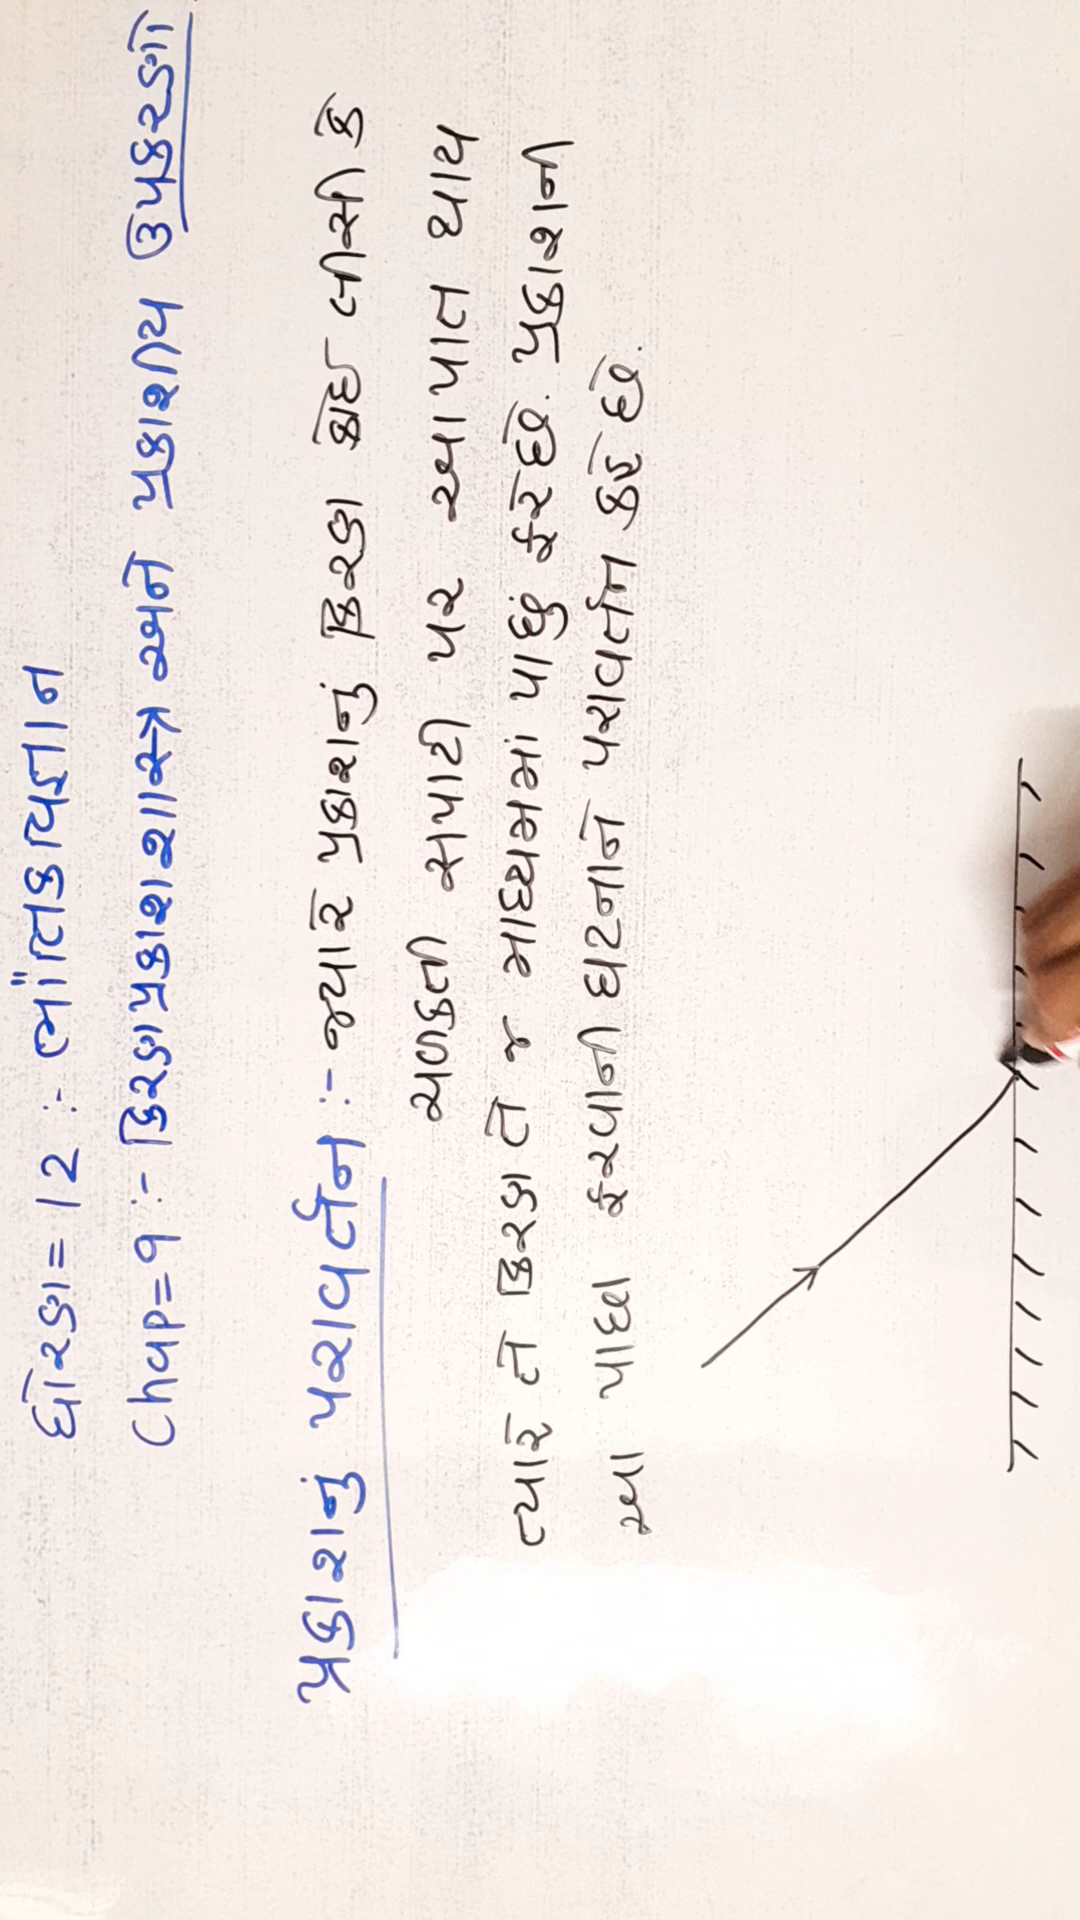 ધોરણ = 12 :- ભૌતિકવિજ્ઞાન
Chap = 9 :- કિરણપ્રકાશશાસ્ત્ર અને પ્રકાશીય ઉપકરણો
પ્રકાશનું પરાવર્તન :- જ્યારે પ્રકાશનું કિરણ કોઇ લીસી કે
ચળકતી સપાટી પર આપાત થાય
ત્યારે તે કિરણ તે જ માધ્યમમાં પાછું ફરે છે. પ્રકાશની
આ પાછા ફરવાની ઘટનાને પરાવર્તન કહે છે.